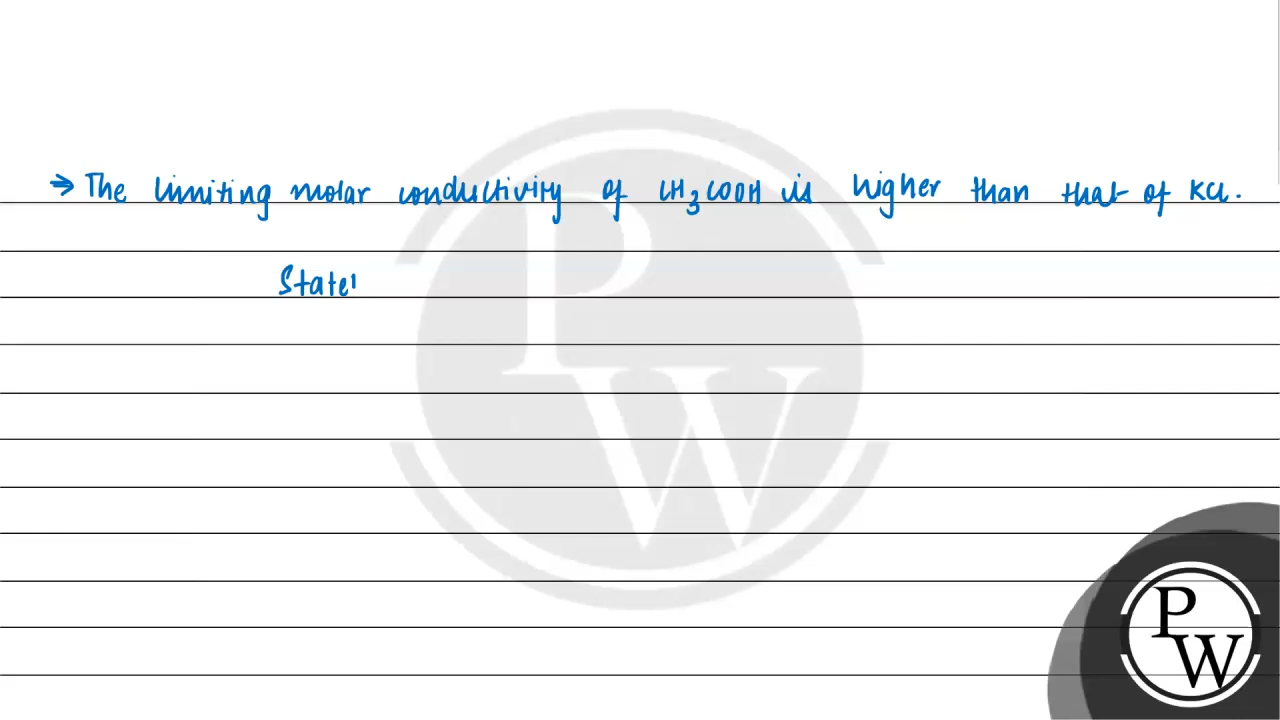 → The limiting molar conductivity of CH3COOH is higher than that of KCl.
State
P
W
P
W